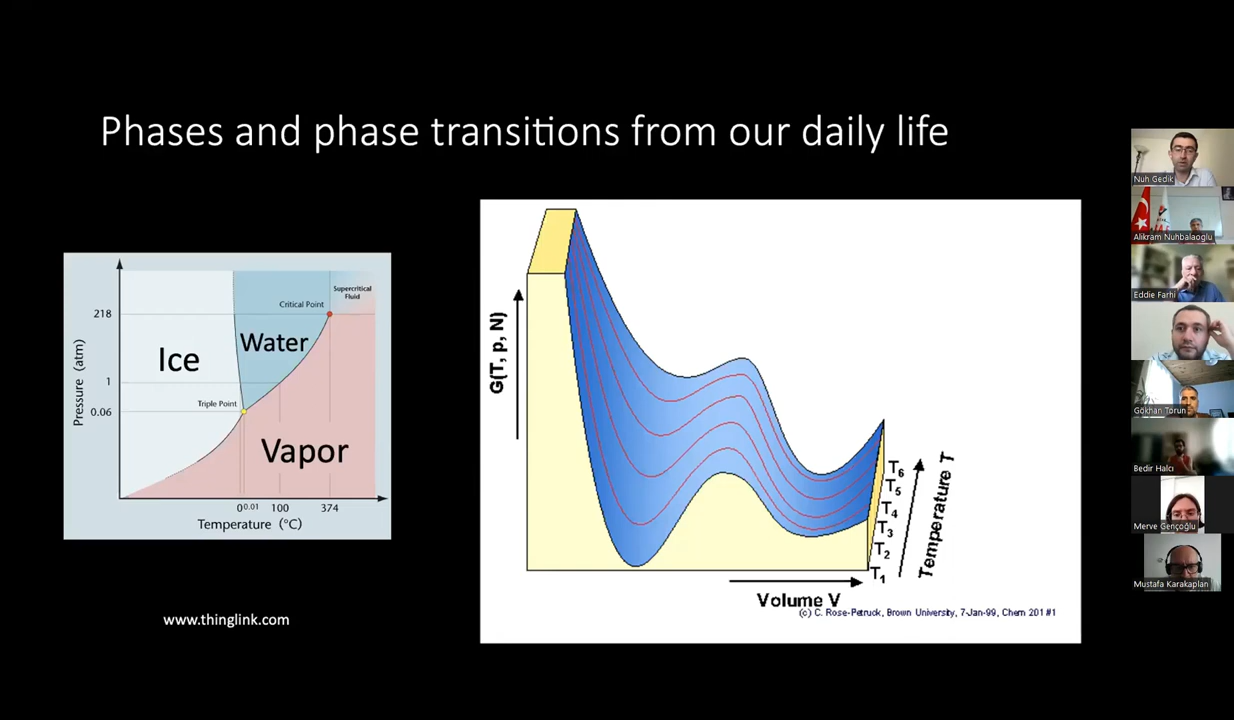 Phases and phase transitions from our daily life
218
1
0.06
Pressure (atm)
Ice
Water
Vapor
Critical Point
Supercritical
Fluid
Triple Point
0
0.01
100
374
Temperature (°C)
www.thinglink.com
G(T, p, N)
T6
T5
T4
T3
T2
T1
Temperature T
Volume V
(c) C. Rose-Petruck, Brown University, 7-Jan-99, Chem 201 #1
Nuh Gedik
Alikram Nuhbalaoğlu
Eddie Farhi
Gökhan Torun
Bedir Halcı
Merve Gençoğlu
Mustafa Karakaplan